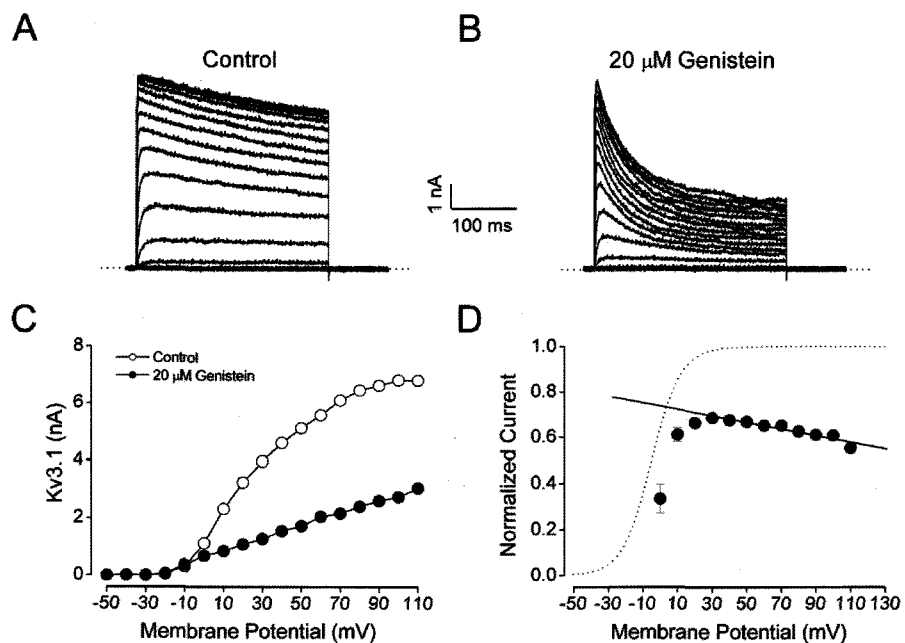 A
Control
B
20 μM Genistein
1 nA
100 ms
C
8
6
4
2
0
Kv3.1 (nA)
Control
20 μM Genistein
-50 -30 -10 10 30 50 70 90 110
Membrane Potential (mV)
D
1.0
0.8
0.6
0.4
0.2
0.0
Normalized Current
-50 -30 -10 10 30 50 70 90 110 130
Membrane Potential (mV)